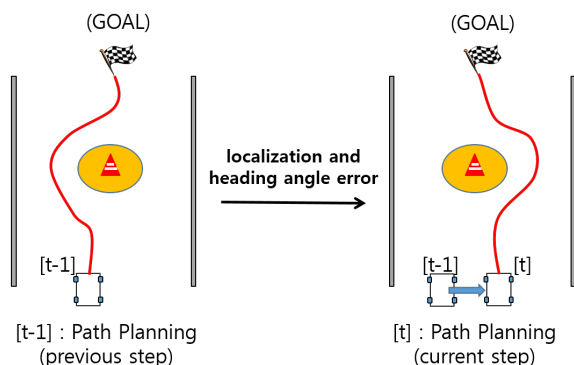 (GOAL)
[t-1]
[t-1] : Path Planning
(previous step)
localization and
heading angle error
(GOAL)
[t-1]
[t]
[t] : Path Planning
(current step)